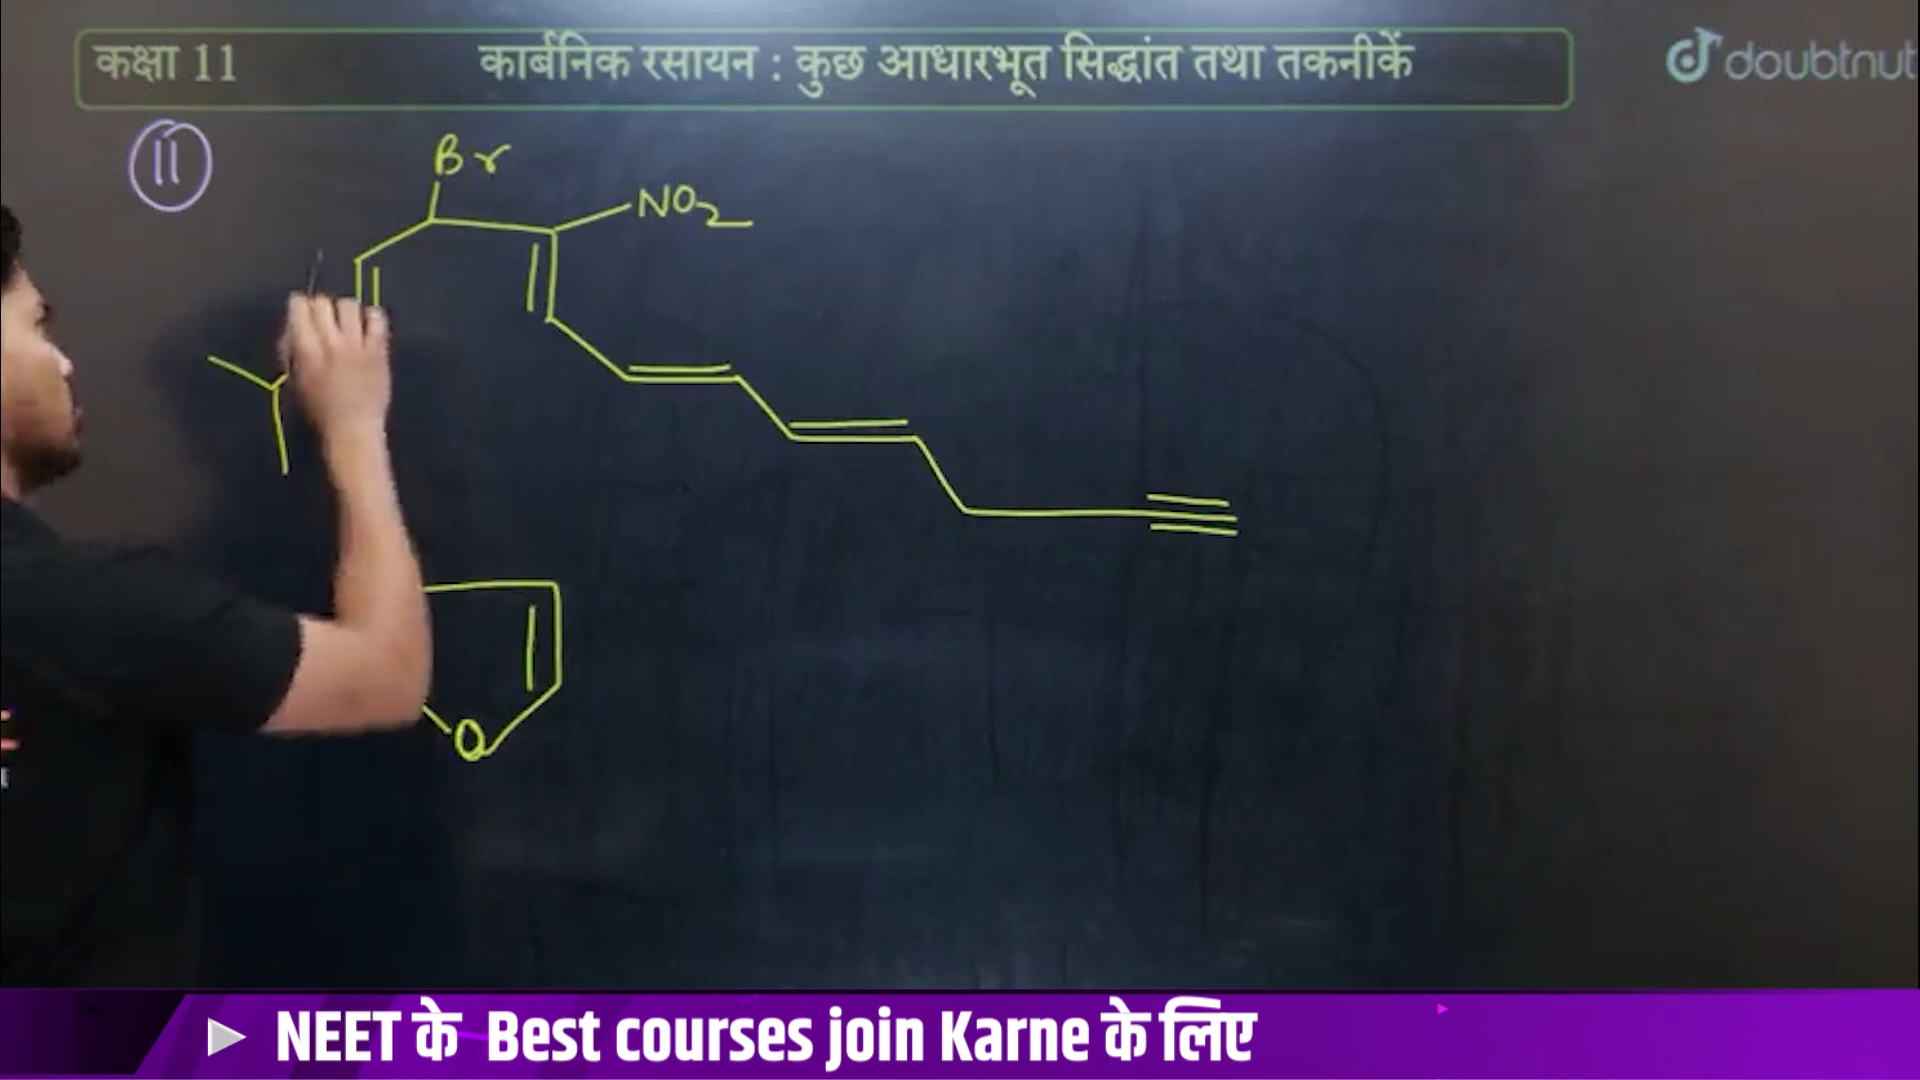 कक्षा 11 कार्बनिक रसायन : कुछ आधारभूत सिद्धांत तथा तकनीकें
doubtnut
11
Br
NO2
O
NEET के Best courses join Karne के लिए